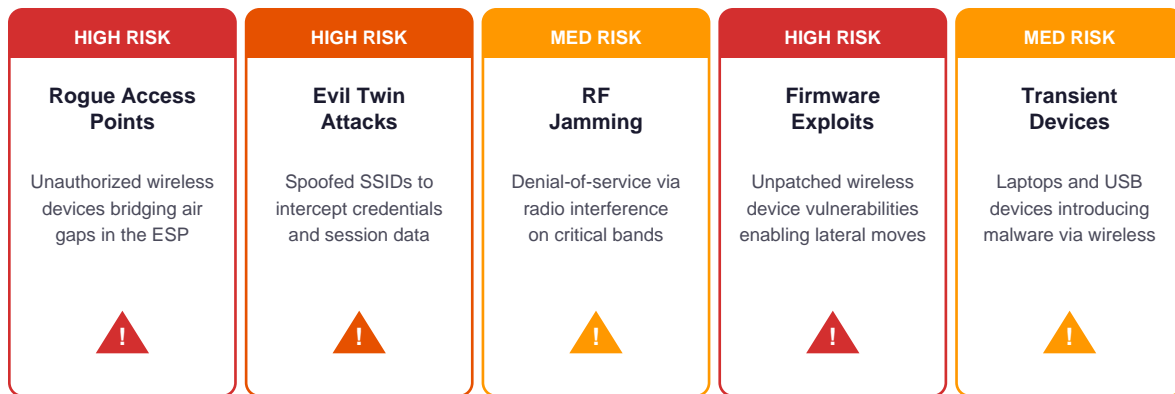 HIGH RISK
Rogue Access
Points
Unauthorized wireless
devices bridging air
gaps in the ESP
!
HIGH RISK
Evil Twin
Attacks
Spoofed SSIDs to
intercept credentials
and session data
!
MED RISK
RF
Jamming
Denial-of-service via
radio interference
on critical bands
!
HIGH RISK
Firmware
Exploits
Unpatched wireless
device vulnerabilities
enabling lateral moves
!
MED RISK
Transient
Devices
Laptops and USB
devices introducing
malware via wireless
!